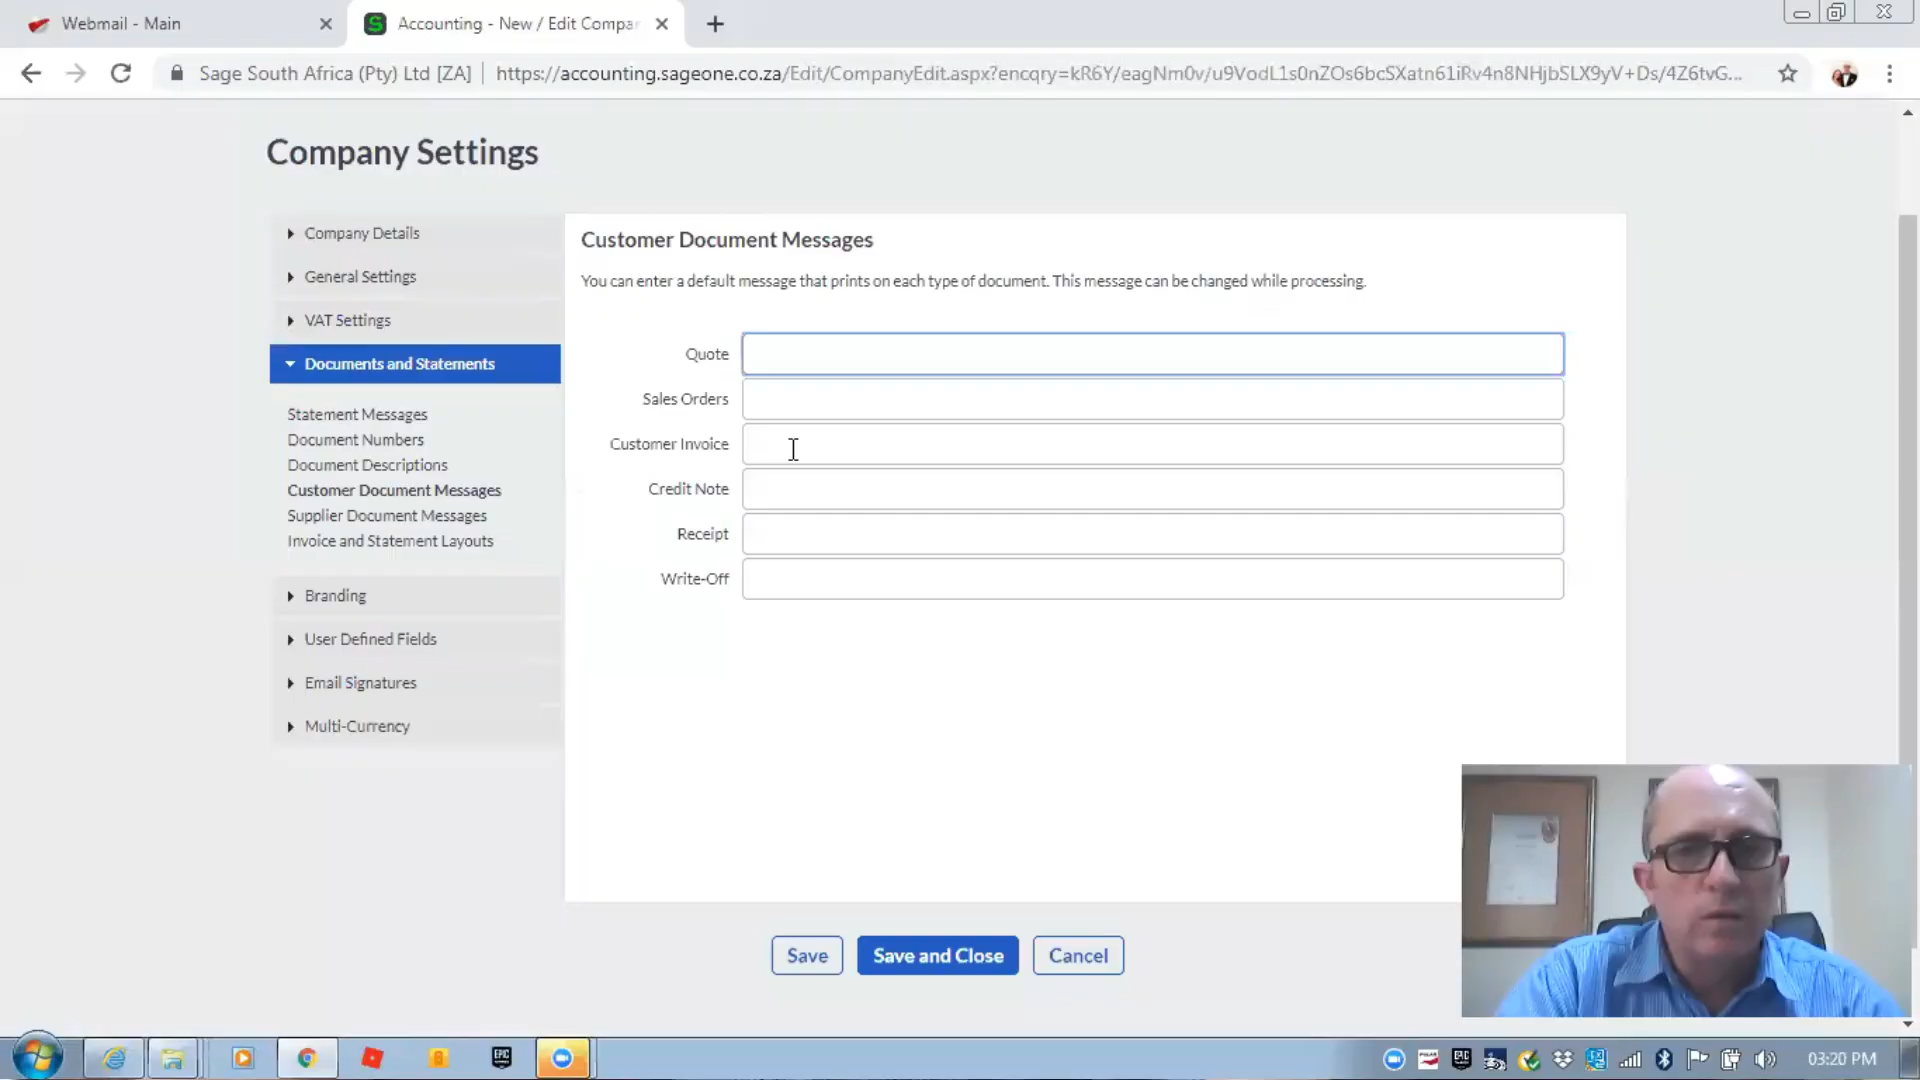 Webmail - Main
Accounting - New / Edit Compar
Sage South Africa (Pty) Ltd [ZA]
https://accounting.sageone.co.za/Edit/CompanyEdit.aspx?encqry=kR6Y/eagNm0v/u9VodL1s0nZOs6bcSXatn61iRv4n8NHjbSLX9yV+Ds/4Z6tvG...
Company Settings
Company Details
General Settings
VAT Settings
Documents and Statements
Statement Messages
Document Numbers
Document Descriptions
Customer Document Messages
Supplier Document Messages
Invoice and Statement Layouts
Branding
User Defined Fields
Email Signatures
Multi-Currency
Customer Document Messages
You can enter a default message that prints on each type of document. This message can be changed while processing.
Quote
Sales Orders
Customer Invoice
Credit Note
Receipt
Write-Off
Save
Save and Close
Cancel
EPIC
03:20 PM